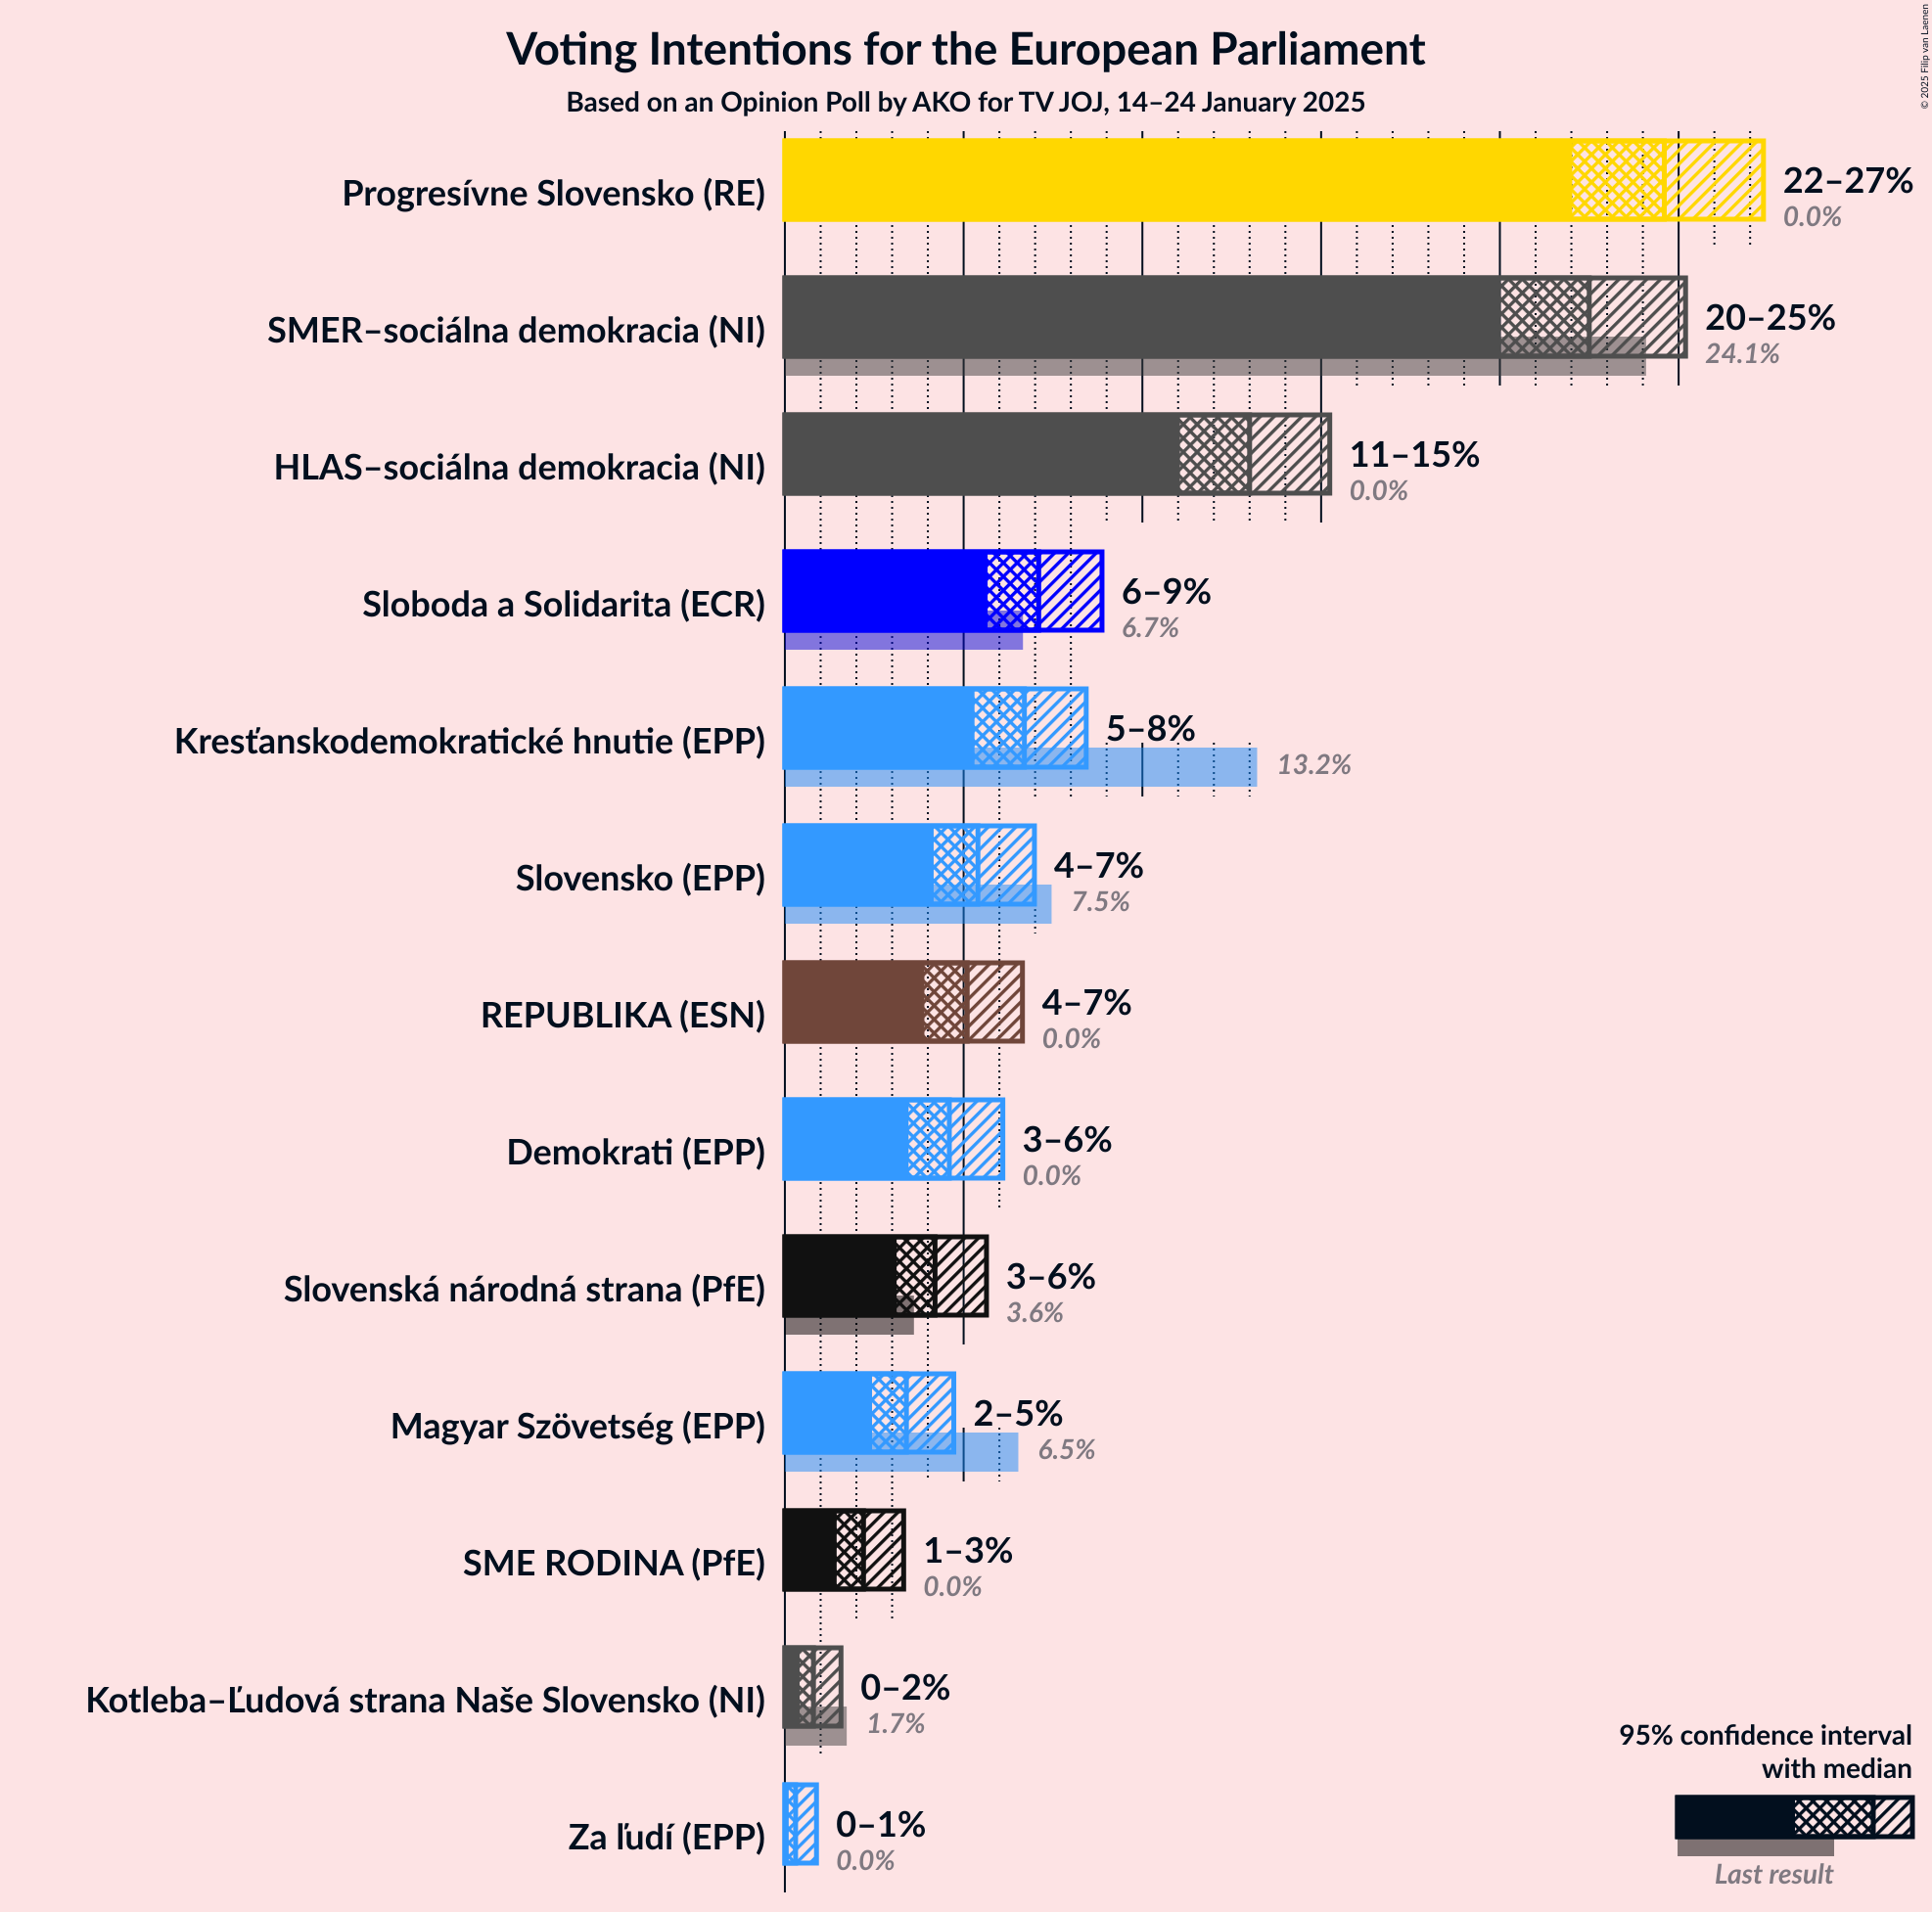 Voting Intentions for the European Parliament
Based on an Opinion Poll by AKO for TV JOJ, 14–24 January 2025
© 2025 Filip van Laenen
Progresívne Slovensko (RE)
22–27%
0.0%
SMER–sociálna demokracia (NI)
20–25%
24.1%
HLAS–sociálna demokracia (NI)
11–15%
0.0%
Sloboda a Solidarita (ECR)
6–9%
6.7%
Kresťanskodemokratické hnutie (EPP)
5–8%
13.2%
Slovensko (EPP)
4–7%
7.5%
REPUBLIKA (ESN)
4–7%
0.0%
Demokrati (EPP)
3–6%
0.0%
Slovenská národná strana (PfE)
3–6%
3.6%
Magyar Szövetség (EPP)
2–5%
6.5%
SME RODINA (PfE)
1–3%
0.0%
Kotleba–Ľudová strana Naše Slovensko (NI)
0–2%
1.7%
Za ľudí (EPP)
0–1%
0.0%
95% confidence interval
with median
Last result